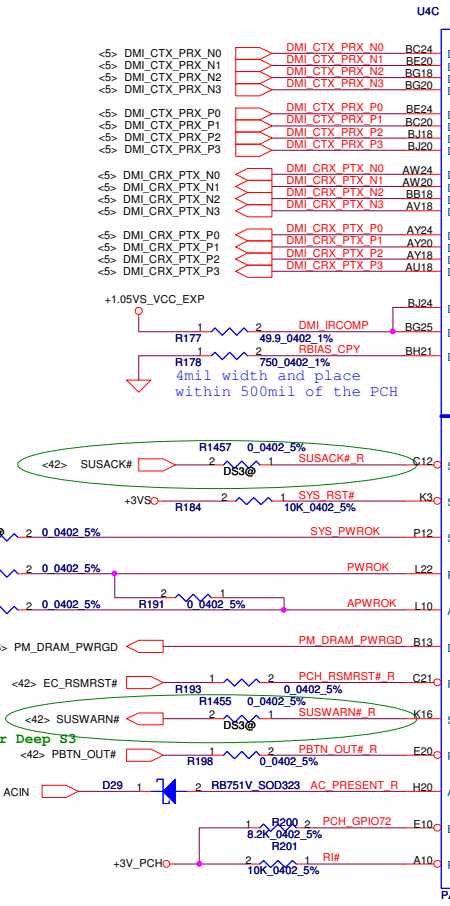 U4C
<5> DMI_CTX_PRX_N0 DMI_CTX_PRX_N0 BC24
<5> DMI_CTX_PRX_N1 DMI_CTX_PRX_N1 BE20
<5> DMI_CTX_PRX_N2 DMI_CTX_PRX_N2 BG18
<5> DMI_CTX_PRX_N3 DMI_CTX_PRX_N3 BG20
<5> DMI_CTX_PRX_P0 DMI_CTX_PRX_P0 BE24
<5> DMI_CTX_PRX_P1 DMI_CTX_PRX_P1 BC20
<5> DMI_CTX_PRX_P2 DMI_CTX_PRX_P2 BJ18
<5> DMI_CTX_PRX_P3 DMI_CTX_PRX_P3 BJ20
<5> DMI_CRX_PTX_N0 DMI_CRX_PTX_N0 AW24
<5> DMI_CRX_PTX_N1 DMI_CRX_PTX_N1 AW20
<5> DMI_CRX_PTX_N2 DMI_CRX_PTX_N2 BB18
<5> DMI_CRX_PTX_N3 DMI_CRX_PTX_N3 AV18
<5> DMI_CRX_PTX_P0 DMI_CRX_PTX_P0 AY24
<5> DMI_CRX_PTX_P1 DMI_CRX_PTX_P1 AY20
<5> DMI_CRX_PTX_P2 DMI_CRX_PTX_P2 AY18
<5> DMI_CRX_PTX_P3 DMI_CRX_PTX_P3 AU18
+1.05VS_VCC_EXP BJ24
1 2 DMI_IRCOMP BG25
R177 49.9_0402_1%
1 2 RBIAS_CPY BH21
R178 750_0402_1%
4mil width and place
within 500mil of the PCH
R1457 0_0402_5%
<42> SUSACK# 2 1 SUSACK#_R C12
DS3@
+3VS 2 1 SYS_RST# K3
R184 10K_0402_5%
2 0_0402_5% SYS_PWROK P12
2 0_0402_5% PWROK L22
2 1
2 0_0402_5% R191 0_0402_5% APWROK L10
PM_DRAM_PWRGD PM_DRAM_PWRGD B13
<42> EC_RSMRST# 1 2 PCH_RSMRST#_R C21
R193 0_0402_5%
R1455 0_0402_5%
<42> SUSWARN# 2 1 SUSWARN#_R K16
DS3@
r Deep S3
<42> PBTN_OUT# 1 2 PBTN_OUT#_R E20
R198 0_0402_5%
ACIN D29 1 2 RB751V_SOD323 AC_PRESENT_R H20
1 R200 2 PCH_GPIO72 E10
8.2K_0402_5%
R201
+3V_PCH 2 1 RI# A10
10K_0402_5%